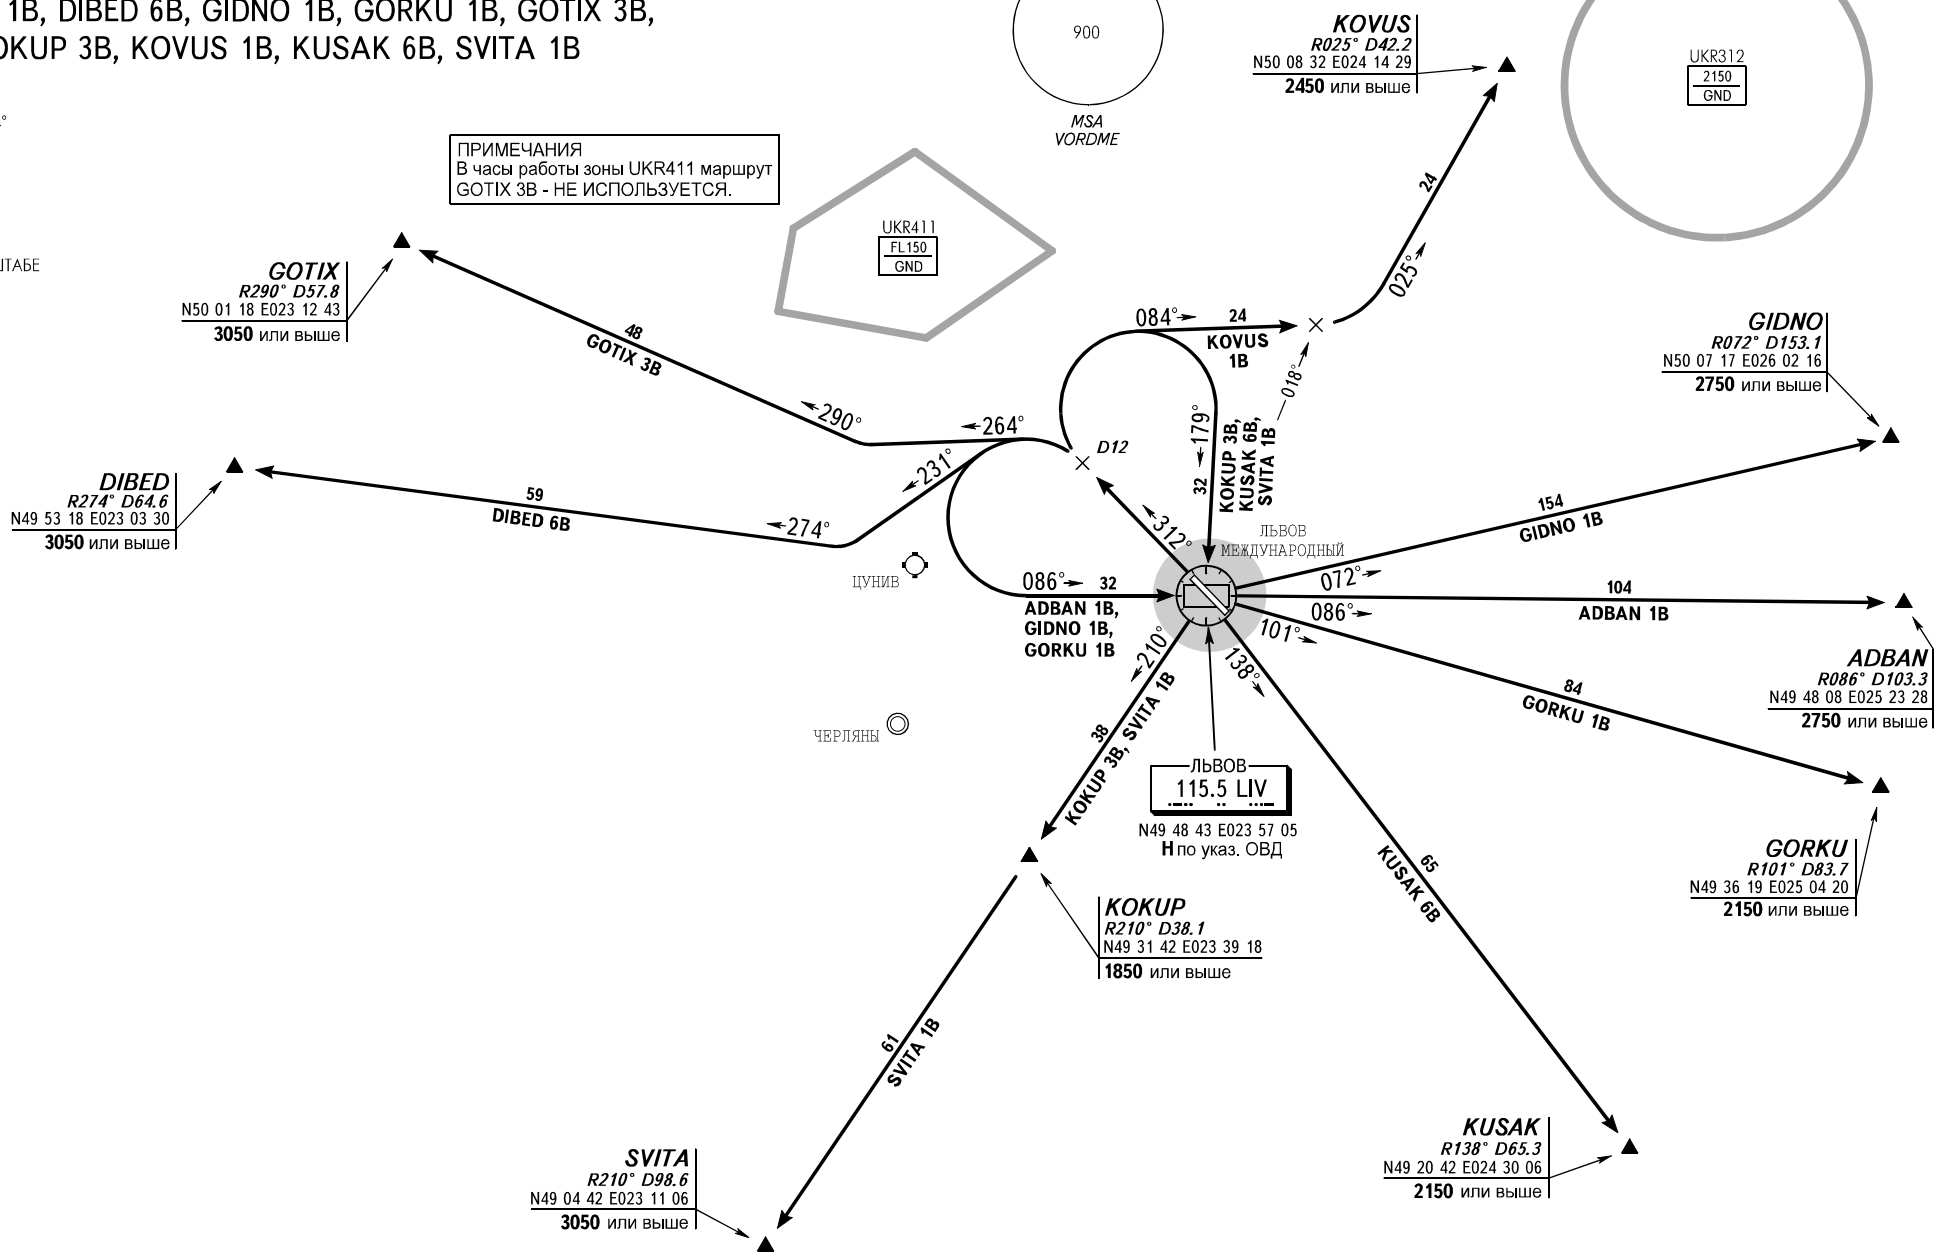 1B, DIBED 6B, GIDNO 1B, GORKU 1B, GOTIX 3B,
OKUP 3B, KOVUS 1B, KUSAK 6B, SVITA 1B
900
MSA
VORDME
KOVUS
R025° D42.2
N50 08 32 E024 14 29
2450 или выше
UKR312
2150
GND
ПРИМЕЧАНИЯ
В часы работы зоны UKR411 маршрут
GOTIX 3B - НЕ ИСПОЛЬЗУЕТСЯ.
UKR411
FL150
GND
ШТАБЕ
GOTIX
R290° D57.8
N50 01 18 E023 12 43
3050 или выше
48
GOTIX 3B
290°
264°
231°
DIBED
R274° D64.6
N49 53 18 E023 03 30
3050 или выше
59
DIBED 6B
274°
084°
24
KOVUS
1B
24
025°
018°
D12
179°
32
KOKUP 3B,
KUSAK 6B,
SVITA 1B
312°
ЛЬВОВ
МЕЖДУНАРОДНЫЙ
GIDNO
R072° D153.1
N50 07 17 E026 02 16
2750 или выше
154
GIDNO 1B
072°
104
ADBAN 1B
086°
101°
ЦУНИВ
086°
32
ADBAN 1B,
GIDNO 1B,
GORKU 1B
210°
138°
ADBAN
R086° D103.3
N49 48 08 E025 23 28
2750 или выше
84
GORKU 1B
ЧЕРЛЯНЫ
38
KOKUP 3B, SVITA 1B
ЛЬВОВ
115.5 LIV
N49 48 43 E023 57 05
Н по указ. ОВД
GORKU
R101° D83.7
N49 36 19 E025 04 20
2150 или выше
65
KUSAK 6B
KOKUP
R210° D38.1
N49 31 42 E023 39 18
1850 или выше
61
SVITA 1B
KUSAK
R138° D65.3
N49 20 42 E024 30 06
2150 или выше
SVITA
R210° D98.6
N49 04 42 E023 11 06
3050 или выше